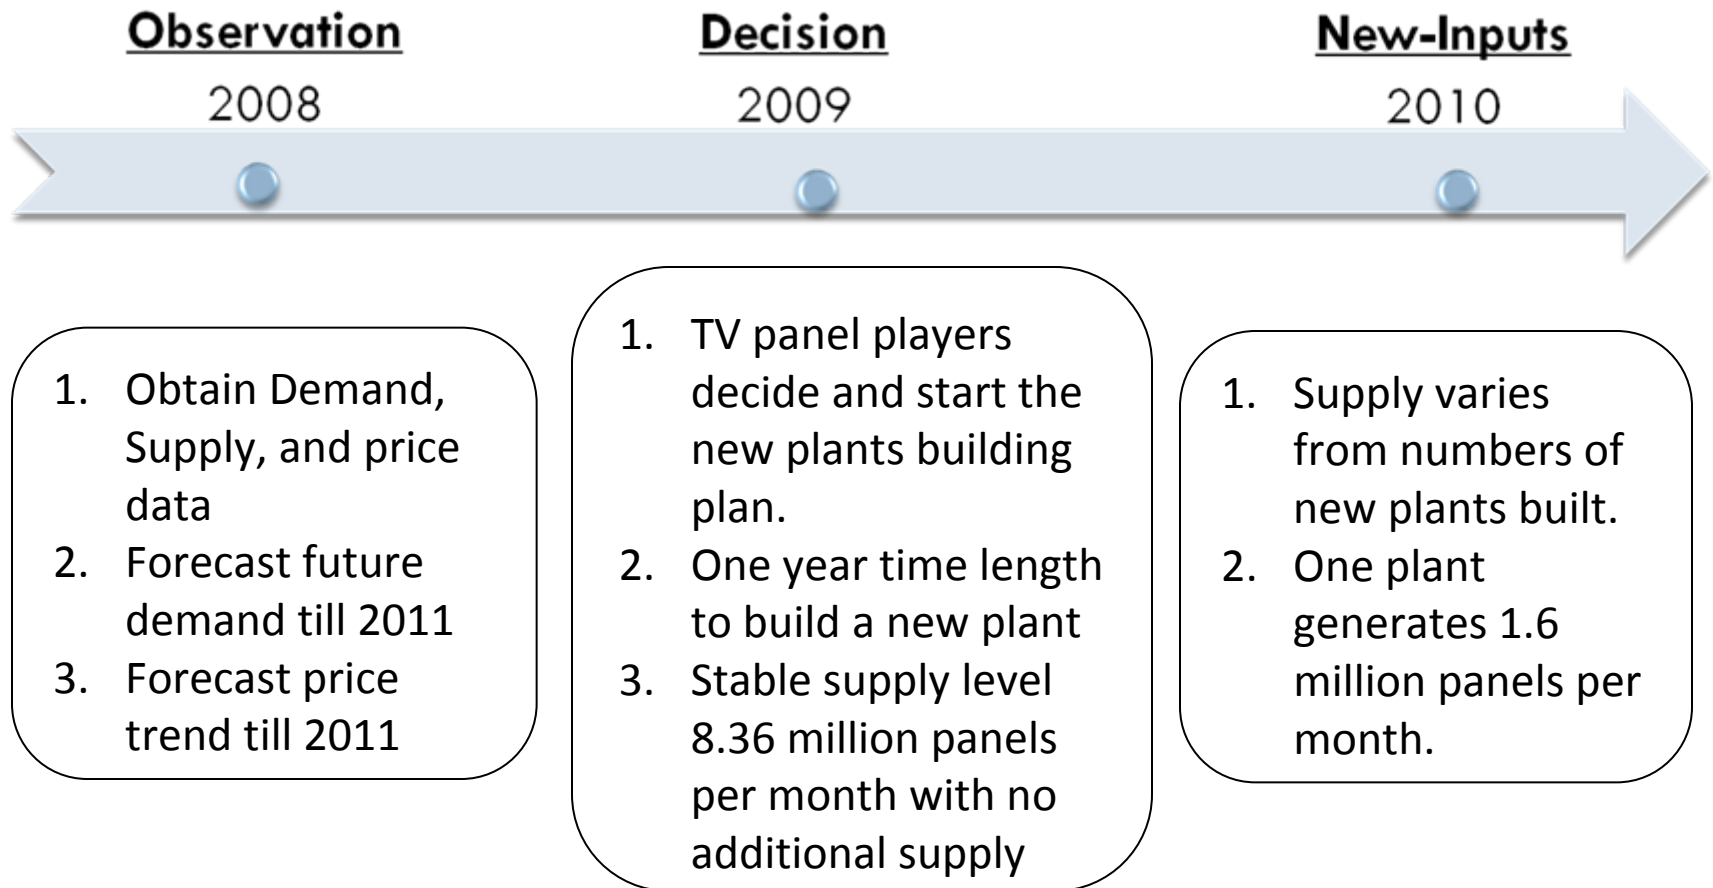 Observation
2008
Decision
2009
New-Inputs
2010
1. Obtain Demand,
Supply, and price
data
2. Forecast future
demand till 2011
3. Forecast price
trend till 2011
1. TV panel players
decide and start the
new plants building
plan.
2. One year time length
to build a new plant
3. Stable supply level
8.36 million panels
per month with no
additional supply
1. Supply varies
from numbers of
new plants built.
2. One plant
generates 1.6
million panels per
month.